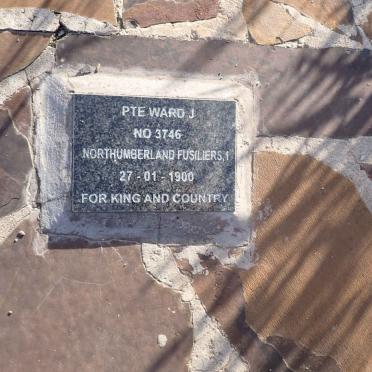 PTE WARD J
NO 3746
NORTHUMBERLAND FUSILIERS,1
27 - 01 - 1900
FOR KING AND COUNTRY